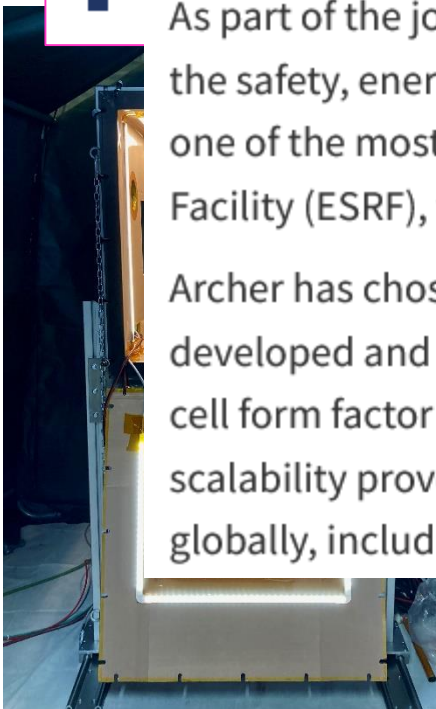 As part of the jo
the safety, ener
one of the most
Facility (ESRF),
Archer has chos
developed and
cell form factor
scalability prov
globally, includ